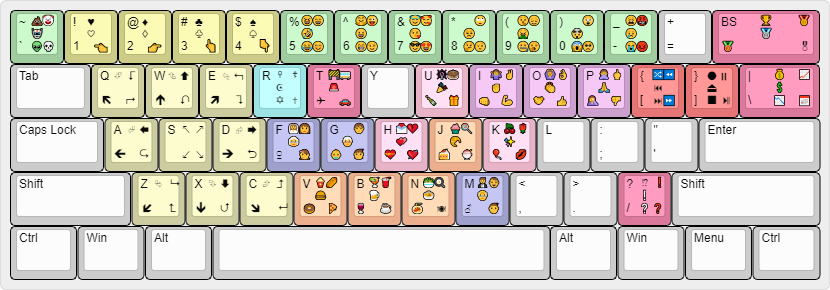 ~ ! @ # $ % ^ & * ( ) - + BS
` 1 2 3 4 5 6 7 8 9 0 - =
Tab Q W E R T Y U I O P { } |
[ ] \
Caps Lock A S D F G H J K L : " Enter
; '
Shift Z X C V B N M < > ? Shift
, . /
Ctrl Win Alt Alt Win Menu Ctrl